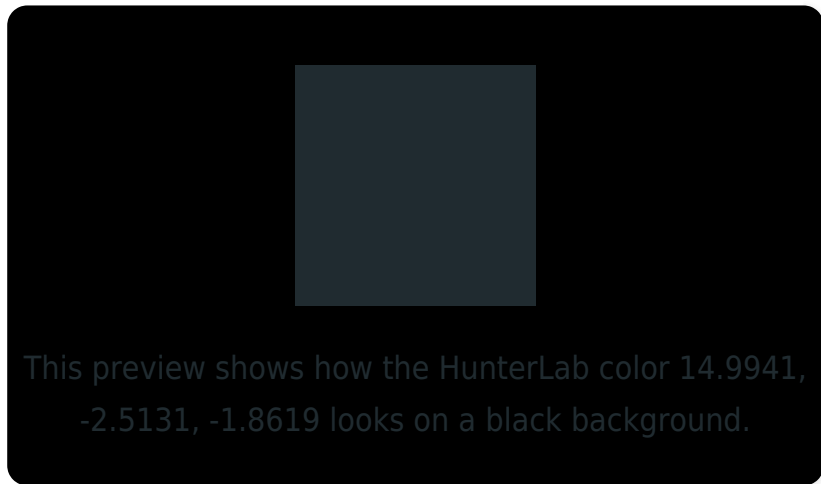 This preview shows how the HunterLab color 14.9941,
-2.5131, -1.8619 looks on a black background.